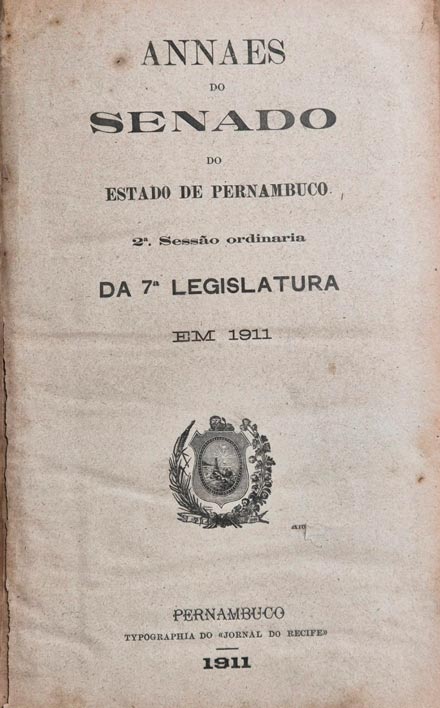 ANNAES
DO
SENADO
DO
ESTADO DE PERNAMBUCO.
2ª. Sessão ordinaria
DA 7ª LEGISLATURA
EM 1911
PERNAMBUCO
TYPOGRAPHIA DO «JORNAL DO RECIFE»
1911